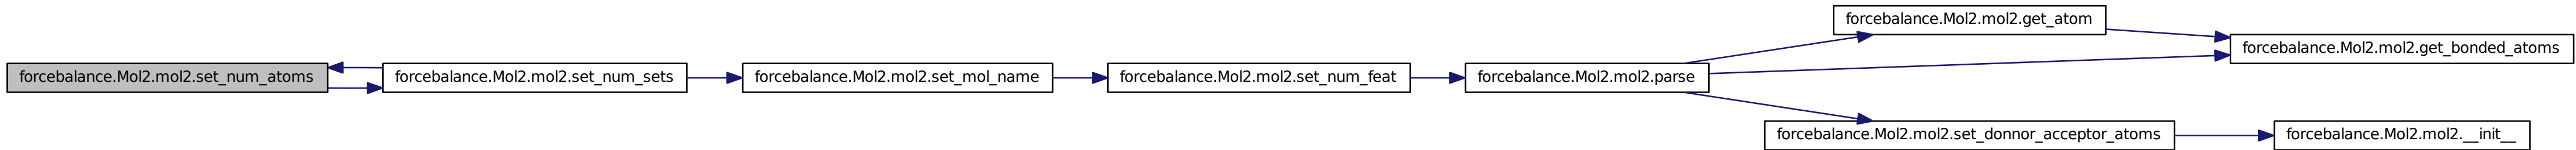 forcebalance.Mol2.mol2.set_num_atoms
forcebalance.Mol2.mol2.set_num_sets
forcebalance.Mol2.mol2.set_mol_name
forcebalance.Mol2.mol2.set_num_feat
forcebalance.Mol2.mol2.parse
forcebalance.Mol2.mol2.get_atom
forcebalance.Mol2.mol2.get_bonded_atoms
forcebalance.Mol2.mol2.set_donnor_acceptor_atoms
forcebalance.Mol2.mol2.__init__